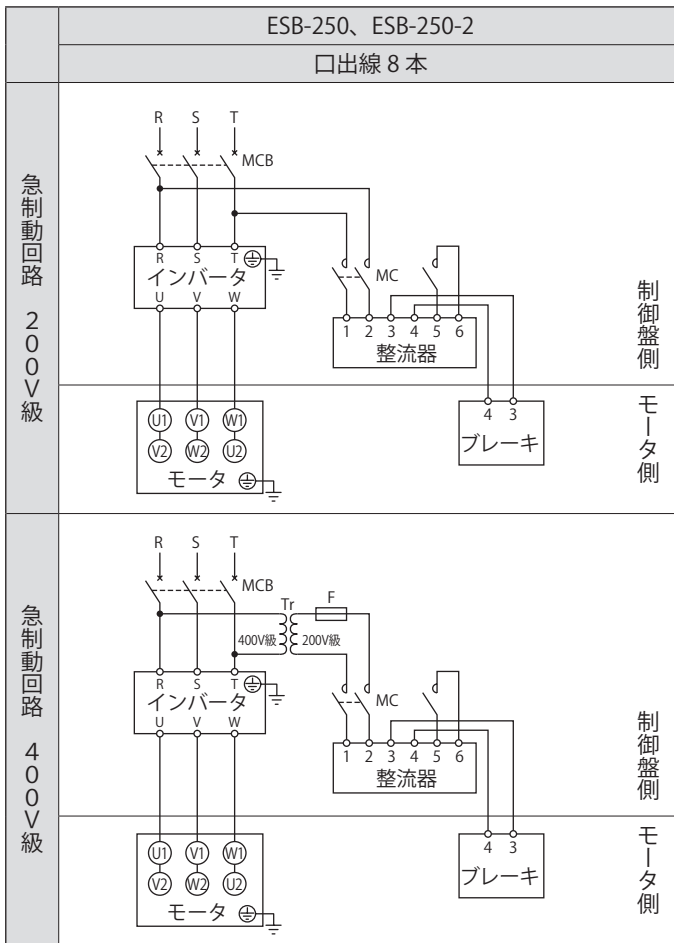 ESB-250、ESB-250-2
口出線 8 本
急制動回路 200V級
R S T
MCB
R S T
インバータ
U V W
MC
1 2 3 4 5 6
整流器
制御盤側
U1 V1 W1
V2 W2 U2
モータ
4 3
ブレーキ
モータ側
急制動回路 400V級
R S T
MCB
Tr F
400V級 200V級
R S T
インバータ
U V W
MC
1 2 3 4 5 6
整流器
制御盤側
U1 V1 W1
V2 W2 U2
モータ
4 3
ブレーキ
モータ側